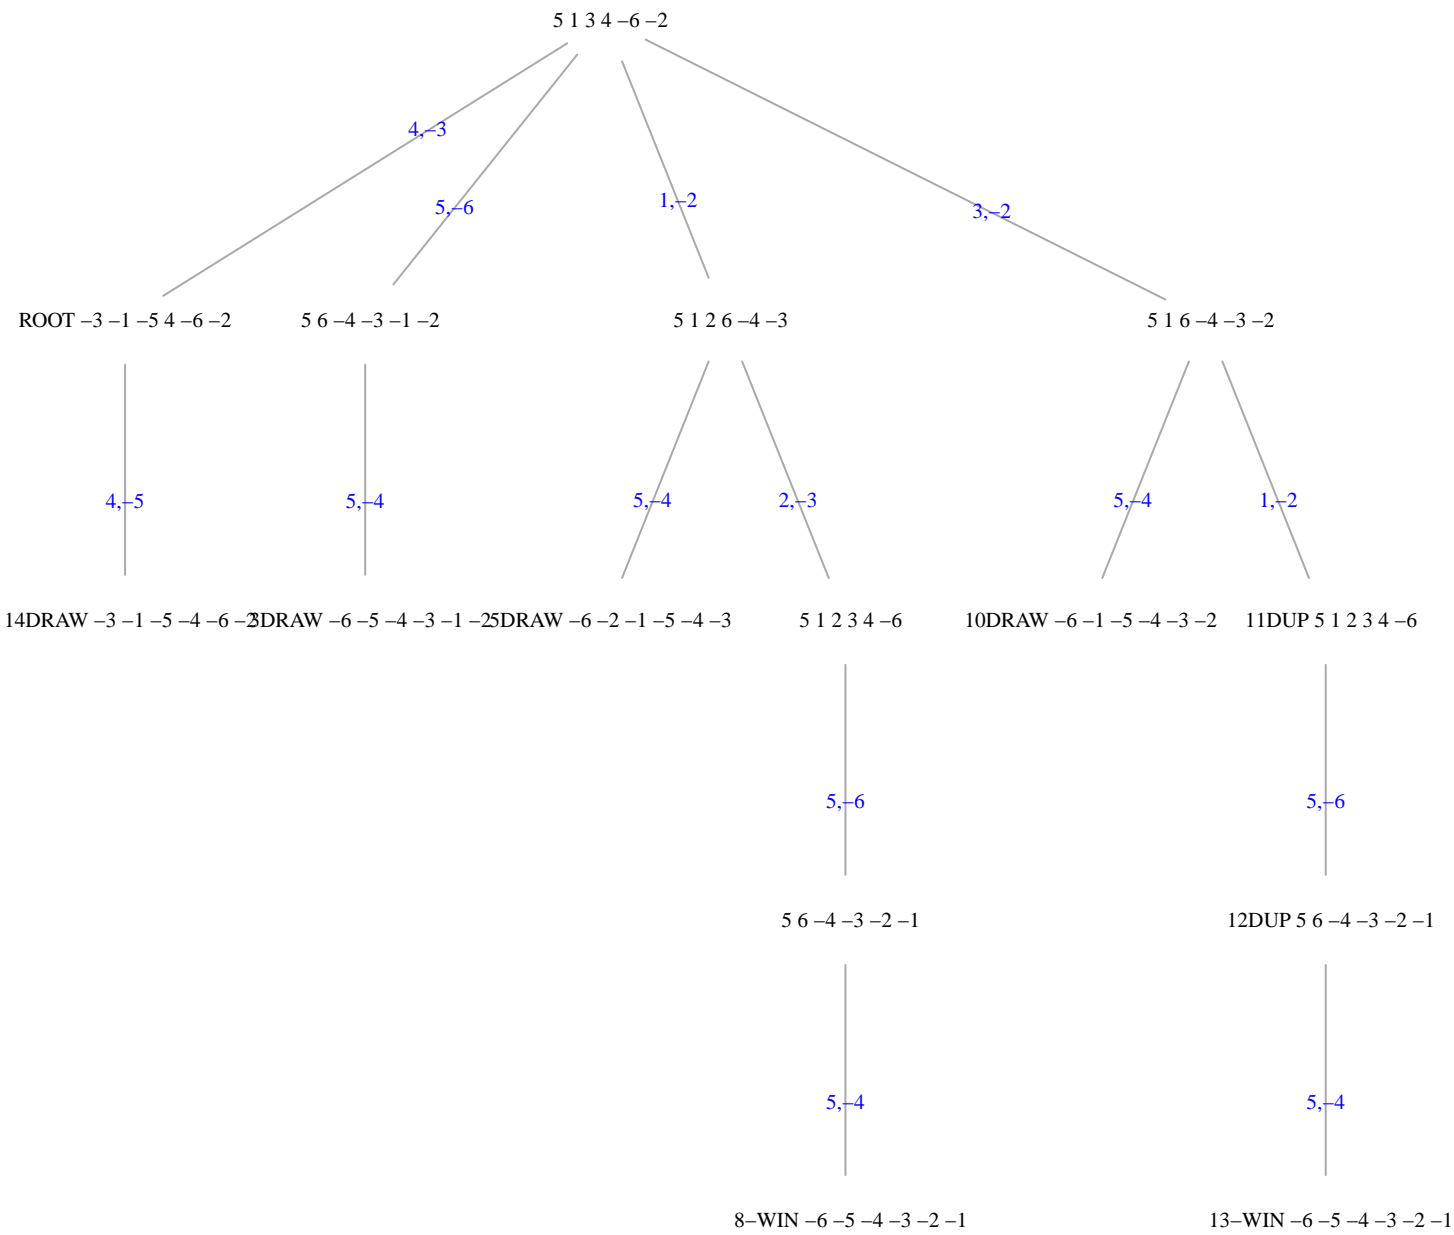 5 1 3 4 –6 –2
4,–3
5,–6
1,–2
3,–2
ROOT –3 –1 –5 4 –6 –2
5 6 –4 –3 –1 –2
5 1 2 6 –4 –3
5 1 6 –4 –3 –2
4,–5
5,–4
5,–4
2,–3
5,–4
1,–2
14DRAW –3 –1 –5 –4 –6 –2
3DRAW –6 –5 –4 –3 –1 –2
5DRAW –6 –2 –1 –5 –4 –3
5 1 2 3 4 –6
10DRAW –6 –1 –5 –4 –3 –2
11DUP 5 1 2 3 4 –6
5,–6
5,–6
5 6 –4 –3 –2 –1
12DUP 5 6 –4 –3 –2 –1
5,–4
5,–4
8–WIN –6 –5 –4 –3 –2 –1
13–WIN –6 –5 –4 –3 –2 –1